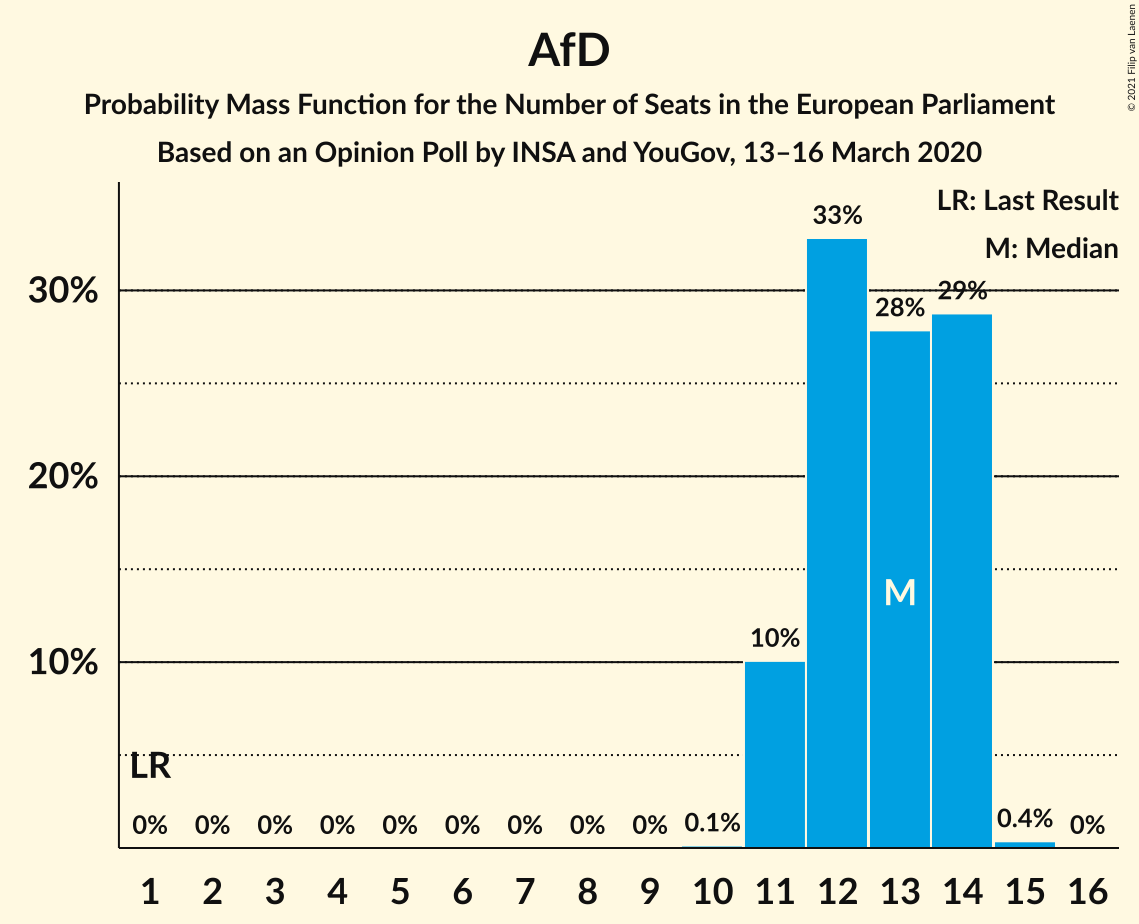 AfD
Probability Mass Function for the Number of Seats in the European Parliament
Based on an Opinion Poll by INSA and YouGov, 13–16 March 2020
© 2021 Filip van Laenen
LR: Last Result
M: Median
30%
20%
10%
33%
28%
29%
10%
M
LR
0% 0% 0% 0% 0% 0% 0% 0% 0% 0.1% 0.4% 0%
1 2 3 4 5 6 7 8 9 10 11 12 13 14 15 16